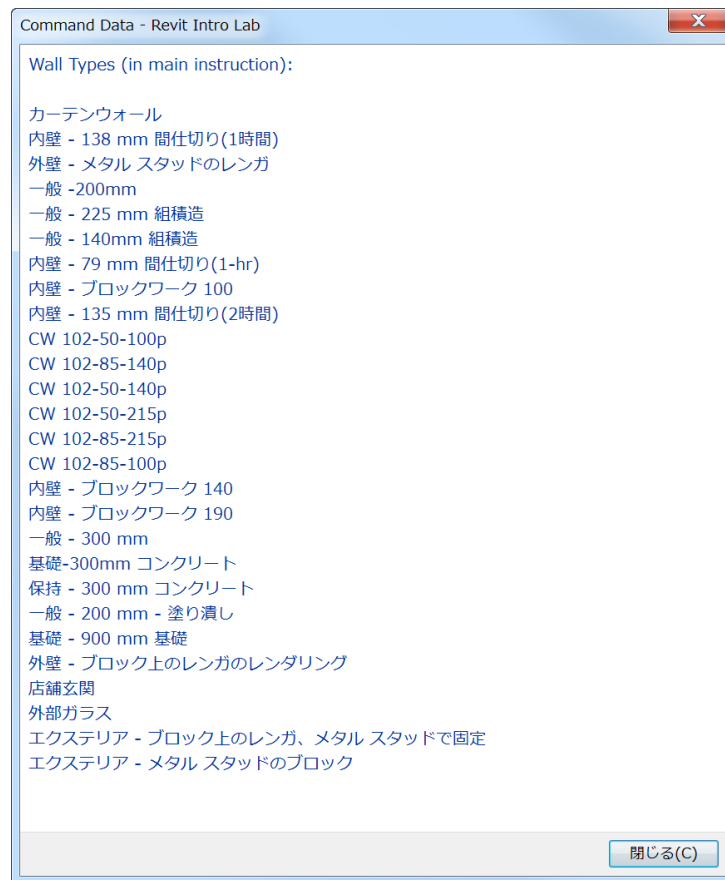 Command Data - Revit Intro Lab
Wall Types (in main instruction):
カーテンウォール
内壁 - 138 mm 間仕切り(1時間)
外壁 - メタル スタッドのレンガ
一般 -200mm
一般 - 225 mm 組積造
一般 - 140mm 組積造
内壁 - 79 mm 間仕切り(1-hr)
内壁 - ブロックワーク 100
内壁 - 135 mm 間仕切り(2時間)
CW 102-50-100p
CW 102-85-140p
CW 102-50-140p
CW 102-50-215p
CW 102-85-215p
CW 102-85-100p
内壁 - ブロックワーク 140
内壁 - ブロックワーク 190
一般 - 300 mm
基礎-300mm コンクリート
保持 - 300 mm コンクリート
一般 - 200 mm - 塗り潰し
基礎 - 900 mm 基礎
外壁 - ブロック上のレンガのレンダリング
店舗玄関
外部ガラス
エクステリア - ブロック上のレンガ、メタル スタッドで固定
エクステリア - メタル スタッドのブロック
閉じる(C)